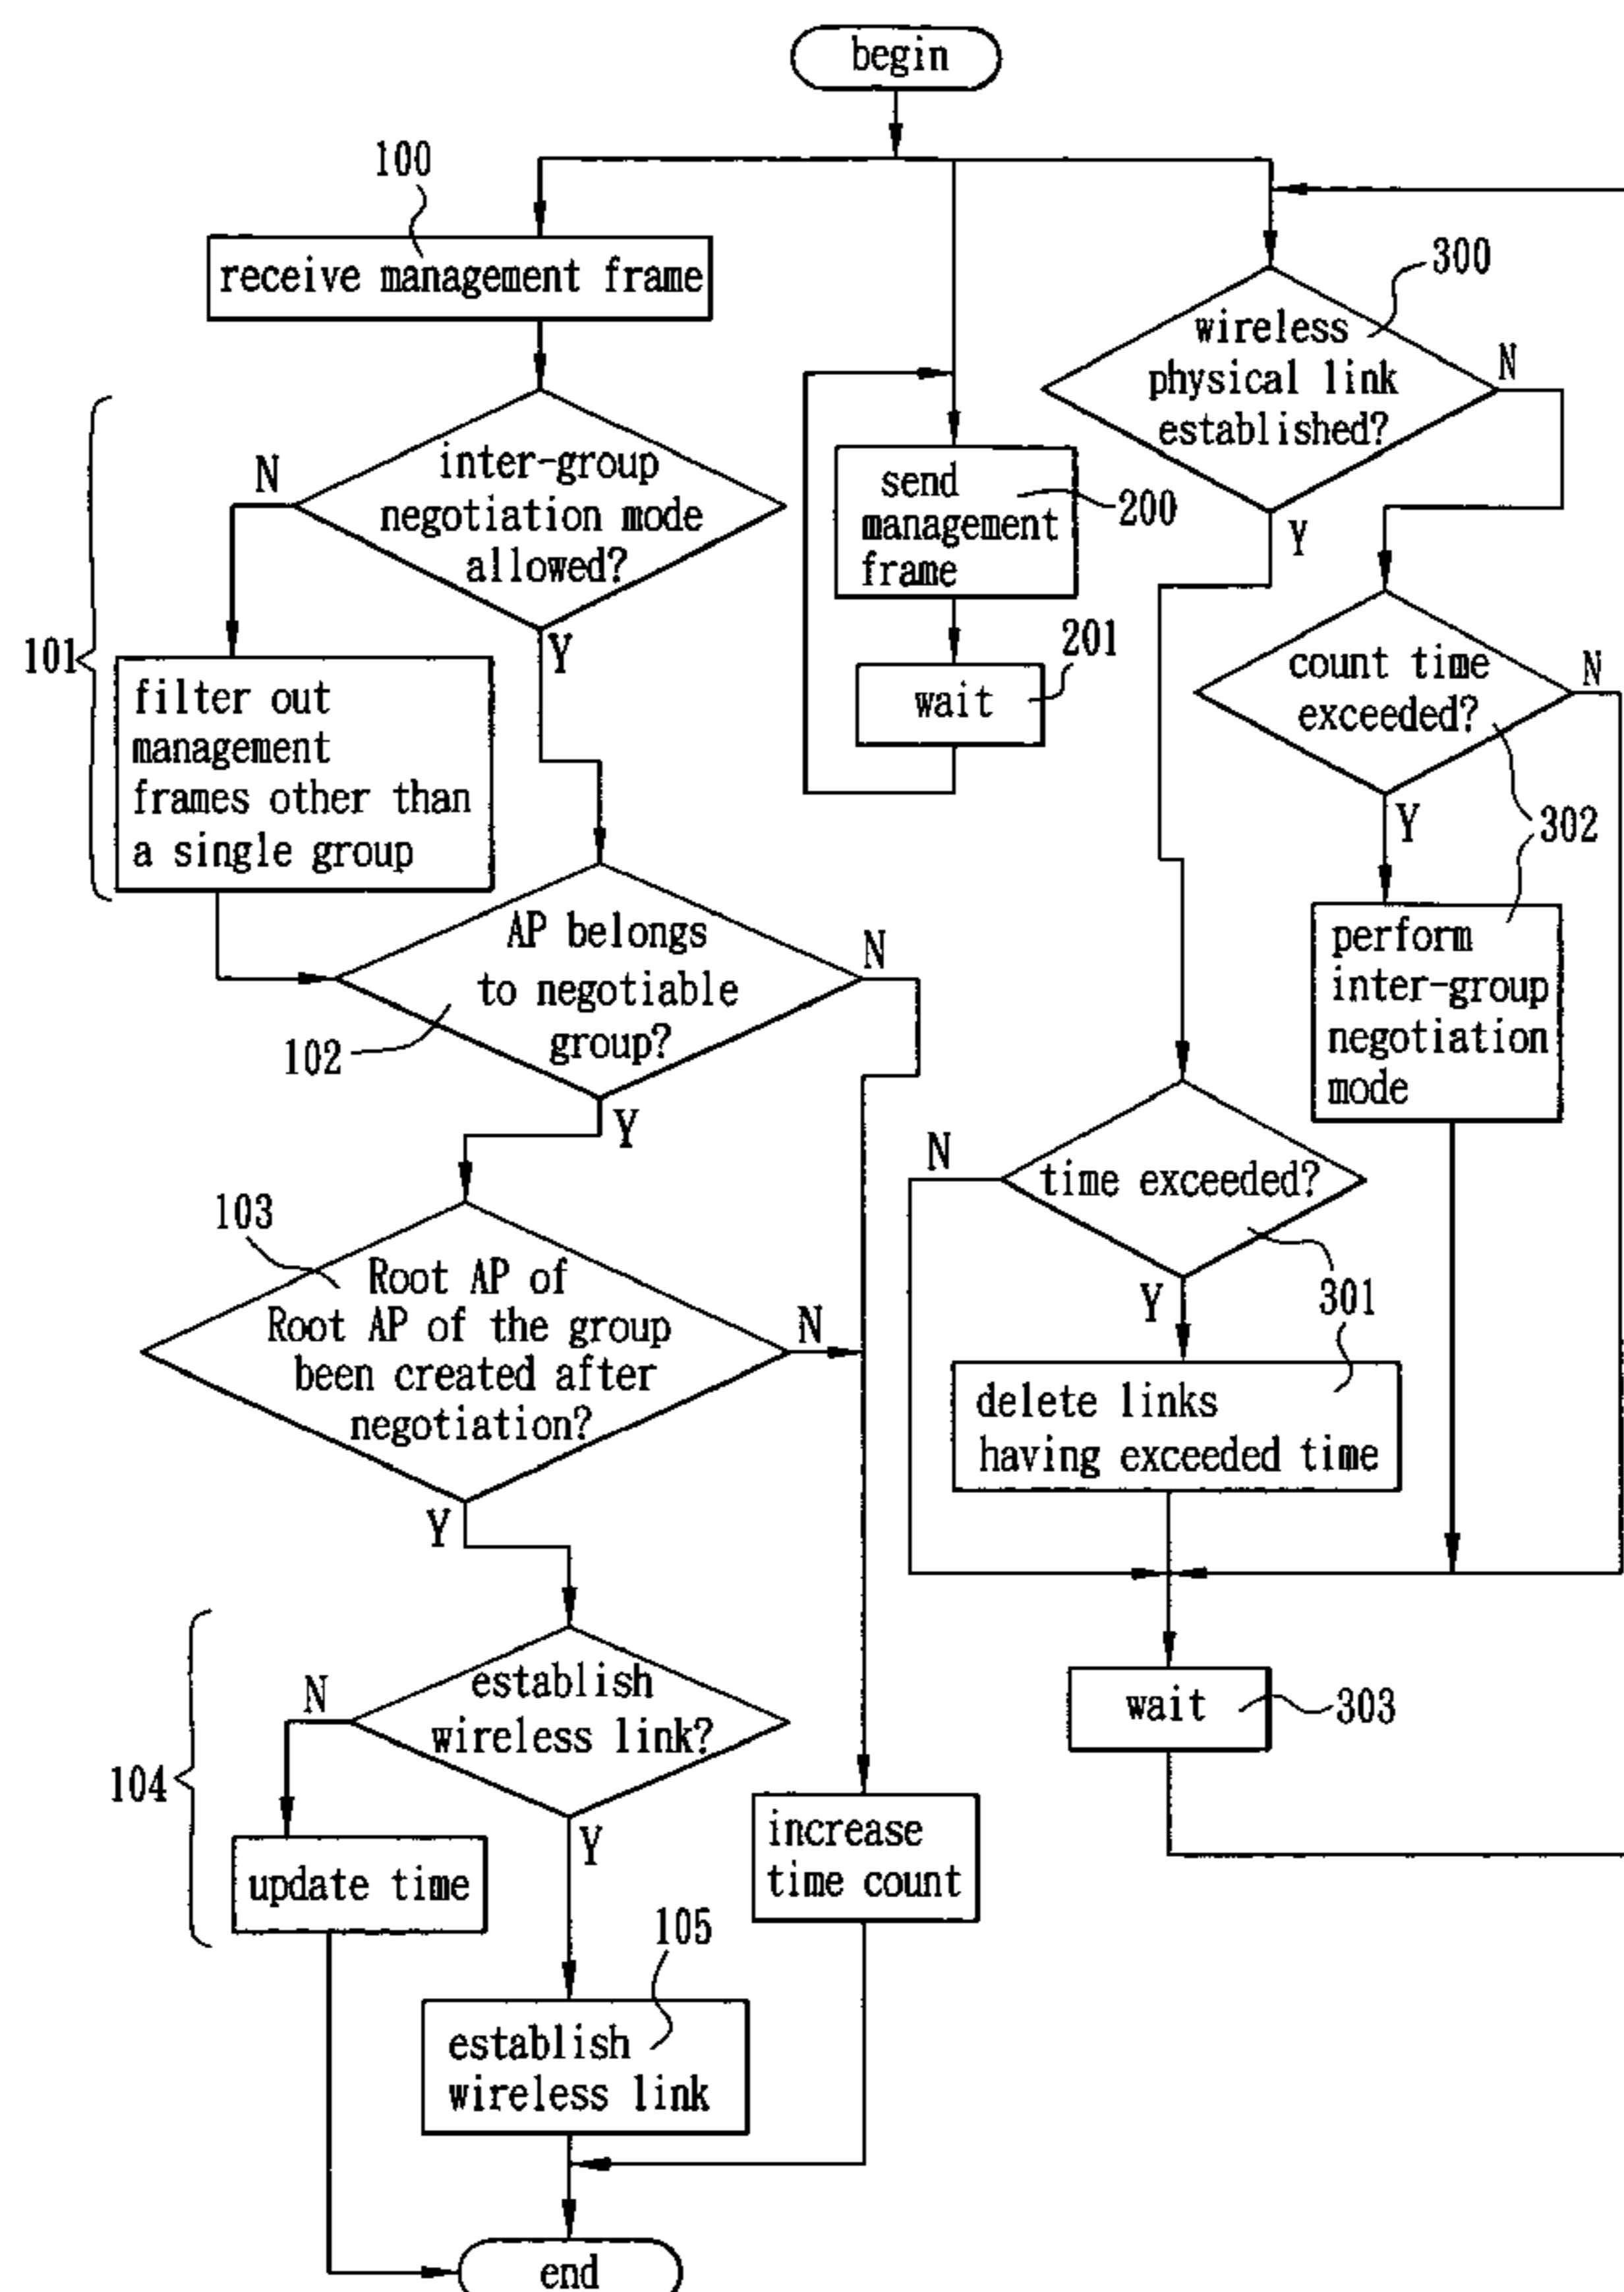 begin
100
receive management frame
inter-group
negotiation mode
allowed?
N
Y
101
filter out
management
frames other than
a single group
AP belongs
to negotiable
group?
N
102
Y
103
Root AP of
Root AP of the group
been created after
negotiation?
N
Y
104
establish
wireless link?
N
Y
update time
105
establish
wireless link
increase
time count
end
send
management
frame
200
201
wait
300
wireless
physical link
established?
N
Y
count time
exceeded?
N
Y
302
perform
inter-group
negotiation
mode
time exceeded?
N
Y
301
delete links
having exceeded time
wait
303